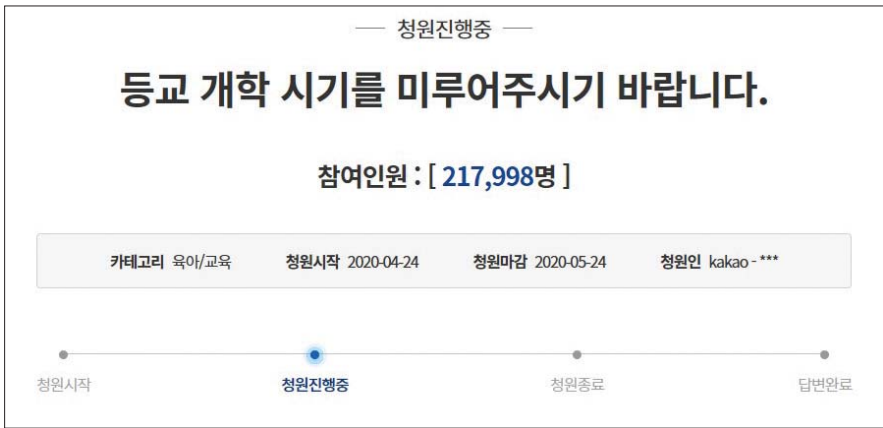 청원진행중
등교 개학 시기를 미루어주시기 바랍니다.
참여인원 : [ 217,998명 ]
카테고리 육아/교육 청원시작 2020-04-24 청원마감 2020-05-24 청원인 kakao - ***
청원시작 청원진행중 청원종료 답변완료